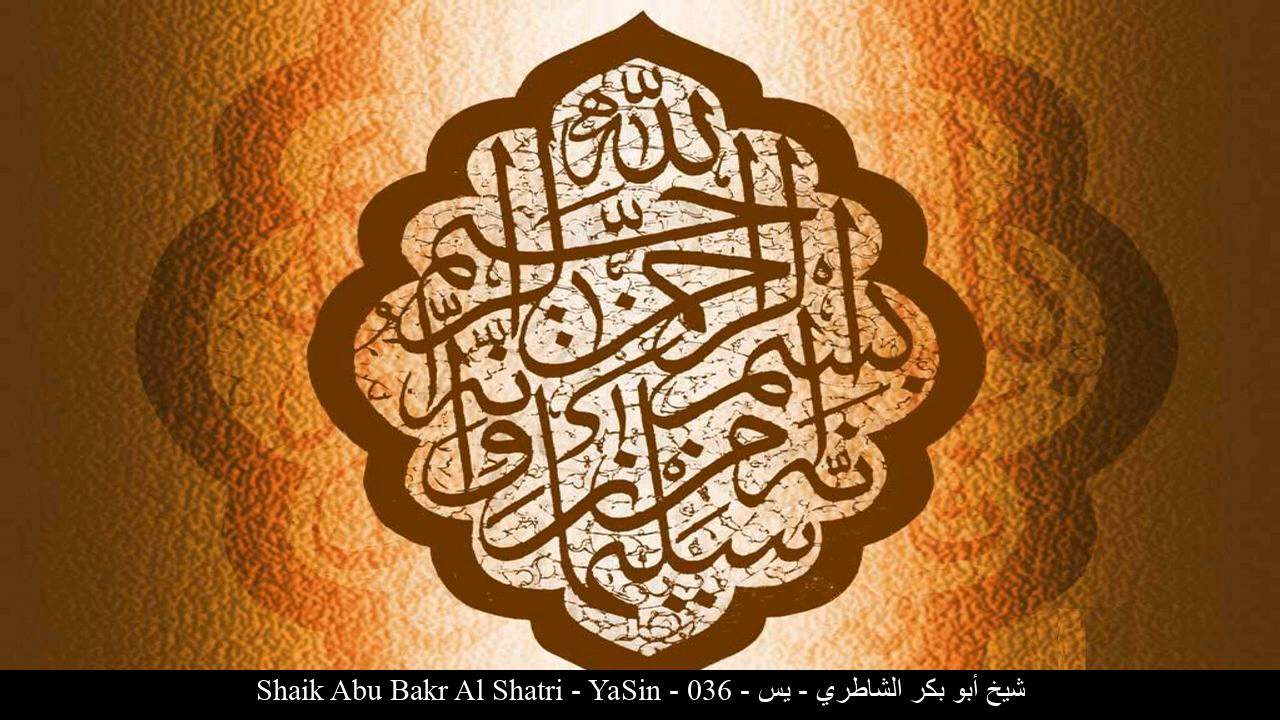 إنه من سليمان وإنه بسم الله الرحمن الرحيم
Shaik Abu Bakr Al Shatri - YaSin - 036 - شيخ أبو بكر الشاطري - يس